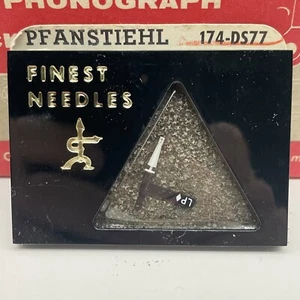 PHONOGRAPH
PFANSTIEHL 174-DS77
FINEST
NEEDLES
LP